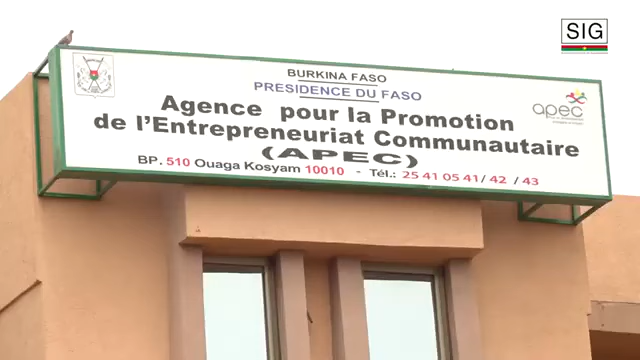 SIG
BURKINA FASO
PRESIDENCE DU FASO
Agence pour la Promotion
de l'Entrepreneuriat Communautaire
(APEC)
BP. 510 Ouaga Kosyam 10010 - Tél.: 25 41 05 41/ 42 / 43
apec